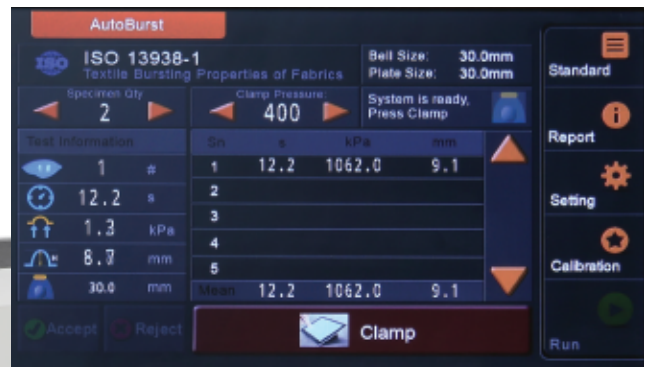 AutoBurst
ISO
ISO 13938-1
Textile Bursting Properties of Fabrics
Bell Size: 30.0mm
Plate Size: 30.0mm
Standard
Specimen Qty
2
Clamp Pressure:
400
System is ready,
Press Clamp
Report
Test Information
Sn s kPa mm
1 #
1 12.2 1062.0 9.1
2
12.2 s
3
Setting
1.3 kPa
4
8.7 mm
5
Calibration
30.0 mm
Mean 12.2 1062.0 9.1
Accept
Reject
Clamp
Run